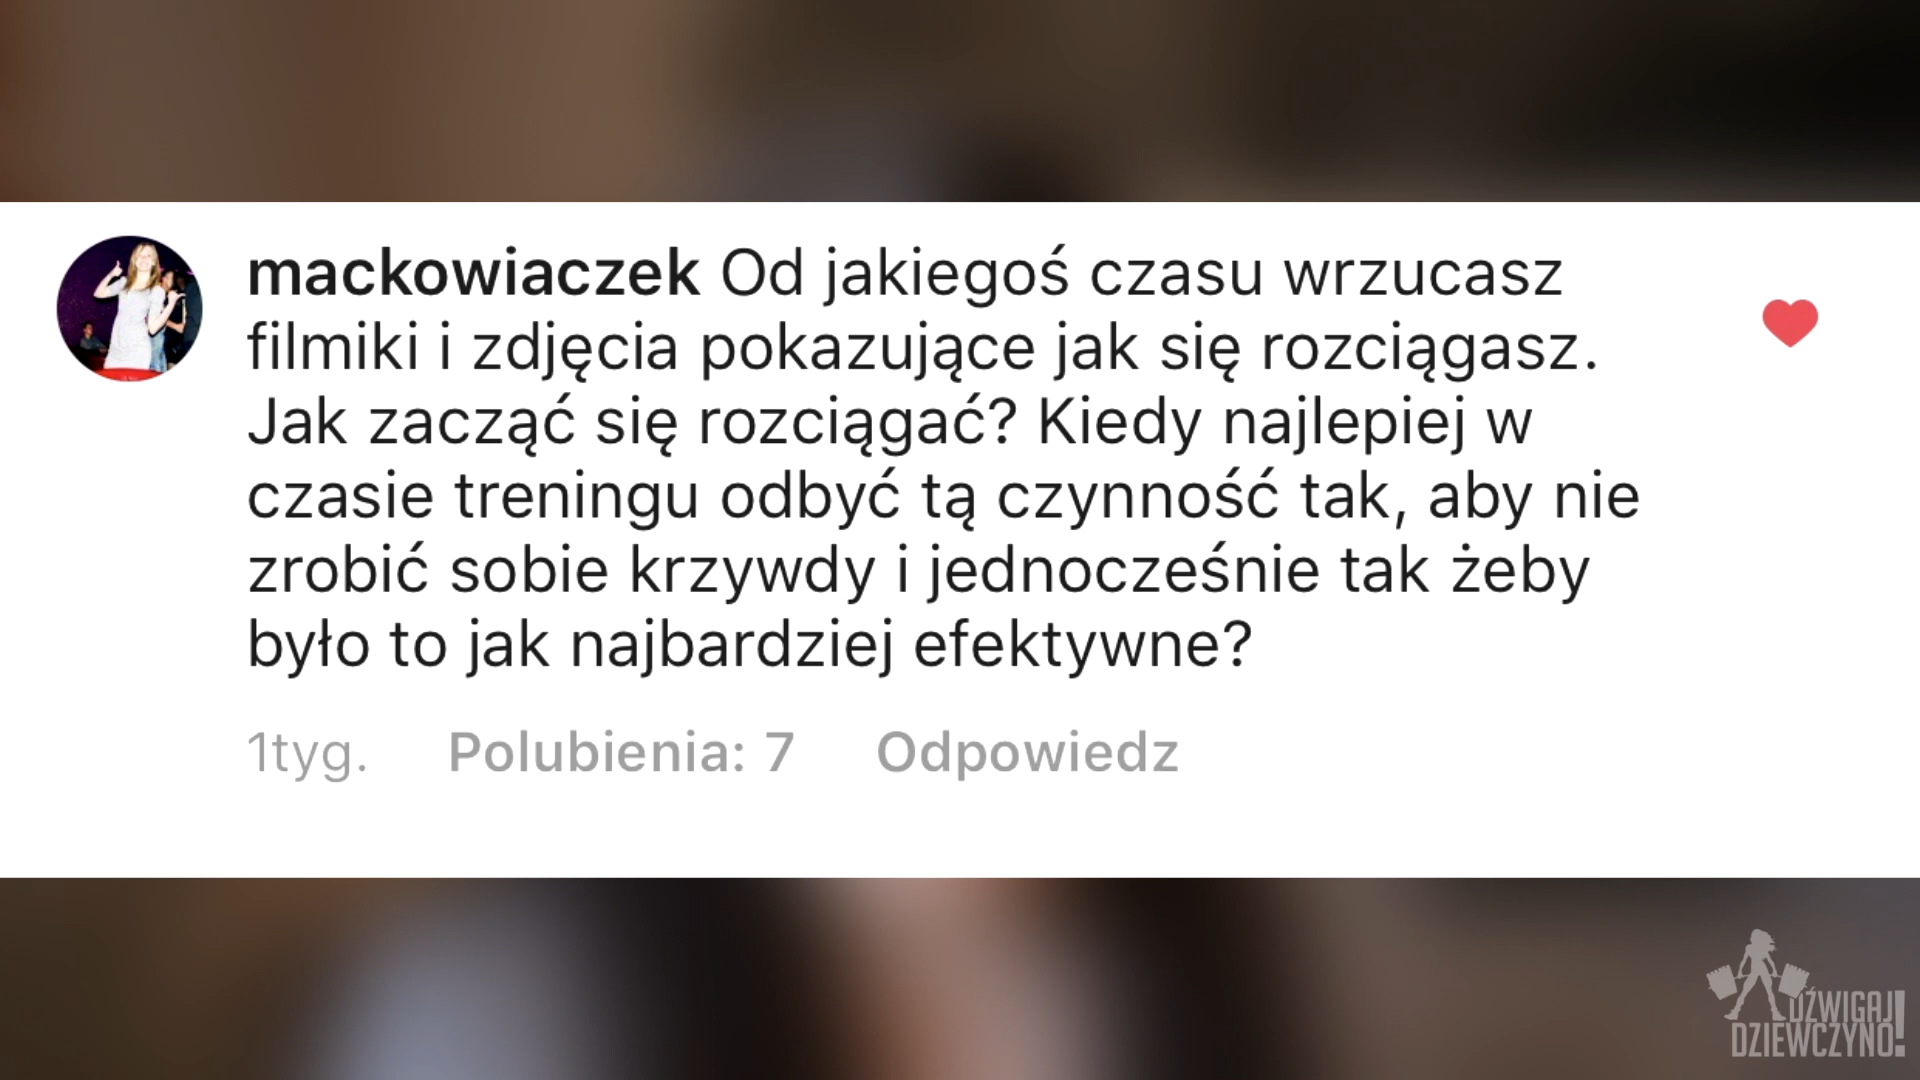 mackowiaczek Od jakiegoś czasu wrzucasz
filmiki i zdjęcia pokazujące jak się rozciągasz.
Jak zacząć się rozciągać? Kiedy najlepiej w
czasie treningu odbyć tą czynność tak, aby nie
zrobić sobie krzywdy i jednocześnie tak żeby
było to jak najbardziej efektywne?
1tyg. Polubienia: 7 Odpowiedz
DŹWIGAJ
DZIEWCZYNO!